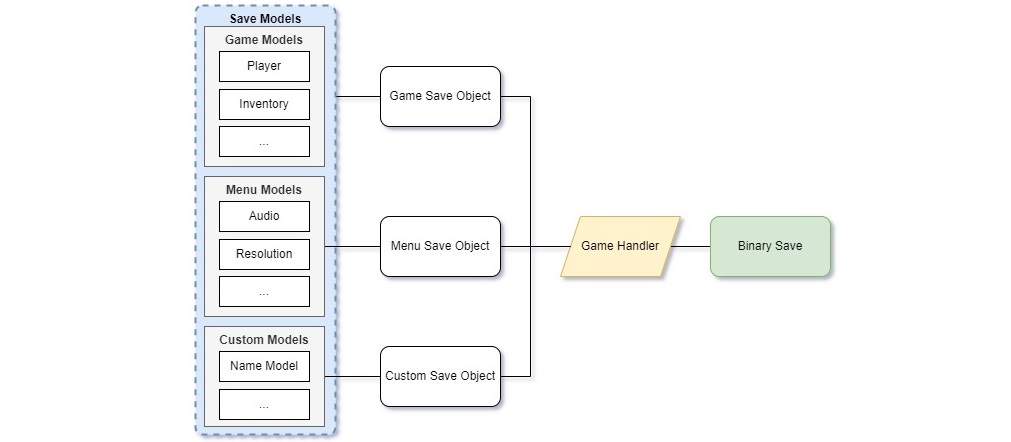 Save Models
Game Models
Player
Inventory
...
Menu Models
Audio
Resolution
...
Custom Models
Name Model
...
Game Save Object
Menu Save Object
Custom Save Object
Game Handler
Binary Save